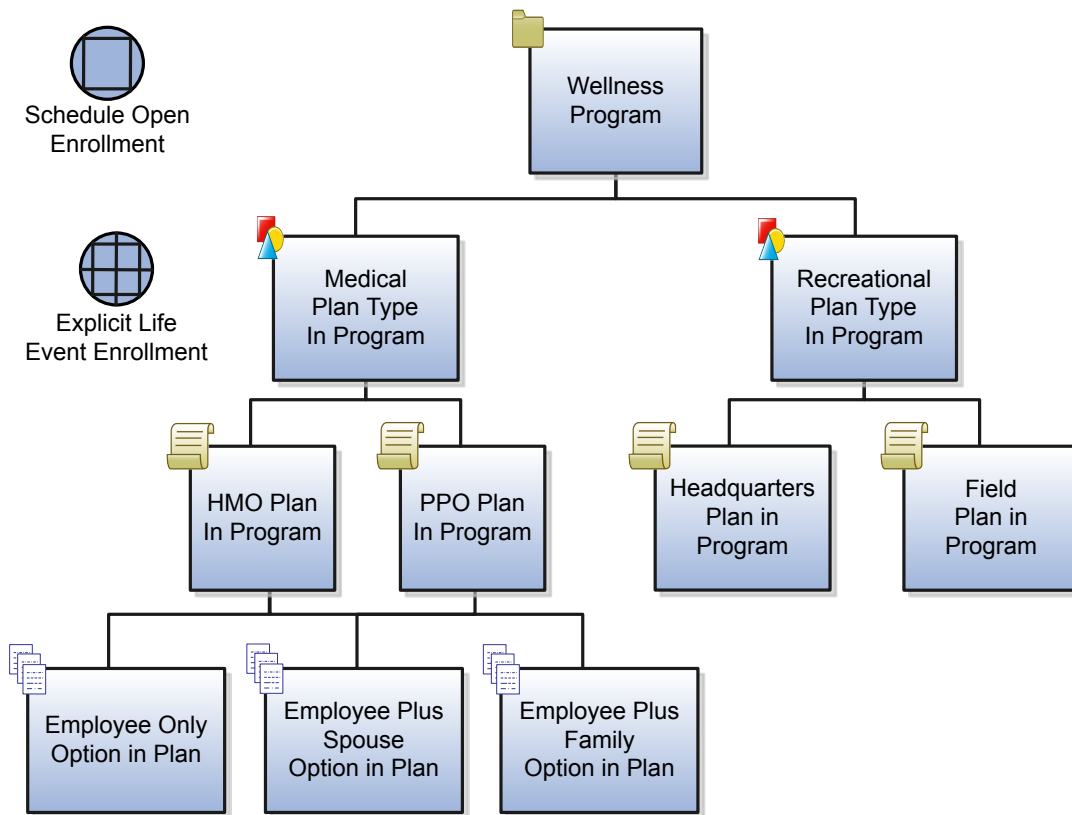 Wellness
Program
Schedule Open
Enrollment
Medical
Plan Type
In Program
Recreational
Plan Type
In Program
Explicit Life
Event Enrollment
HMO Plan
In Program
PPO Plan
In Program
Headquarters
Plan in
Program
Field
Plan in
Program
Employee Only
Option in Plan
Employee Plus
Spouse
Option in Plan
Employee Plus
Family
Option in Plan